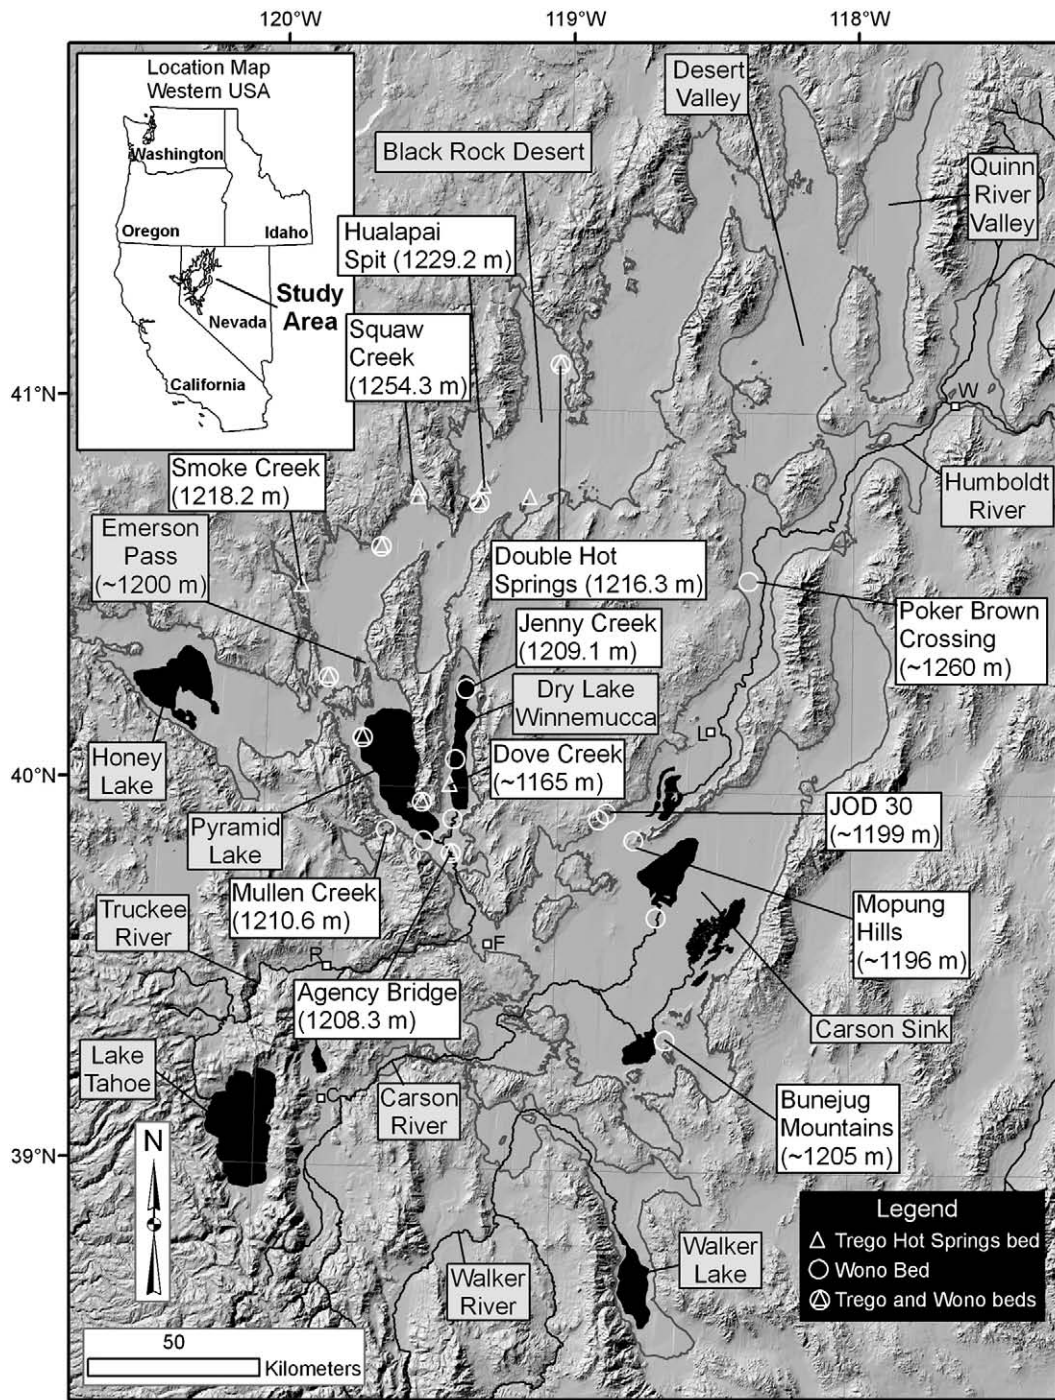 120°W
119°W
118°W
Location Map
Western USA
Washington
Oregon
Idaho
Study
Area
Nevada
California
Desert
Valley
Black Rock Desert
Quinn
River
Valley
Hualapai
Spit (1229.2 m)
Squaw
Creek
(1254.3 m)
41°N
W
Smoke Creek
(1218.2 m)
Humboldt
River
Emerson
Pass
(~1200 m)
Double Hot
Springs (1216.3 m)
Poker Brown
Crossing
(~1260 m)
Jenny Creek
(1209.1 m)
Dry Lake
Winnemucca
L
Honey
Lake
40°N
Dove Creek
(~1165 m)
JOD 30
(~1199 m)
Pyramid
Lake
Mullen Creek
(1210.6 m)
Mopung
Hills
(~1196 m)
Truckee
River
F
R
Agency Bridge
(1208.3 m)
Carson Sink
Lake
Tahoe
C
Carson
River
Bunejug
Mountains
(~1205 m)
39°N
N
Legend
Trego Hot Springs bed
Wono Bed
Trego and Wono beds
Walker
River
Walker
Lake
50
Kilometers